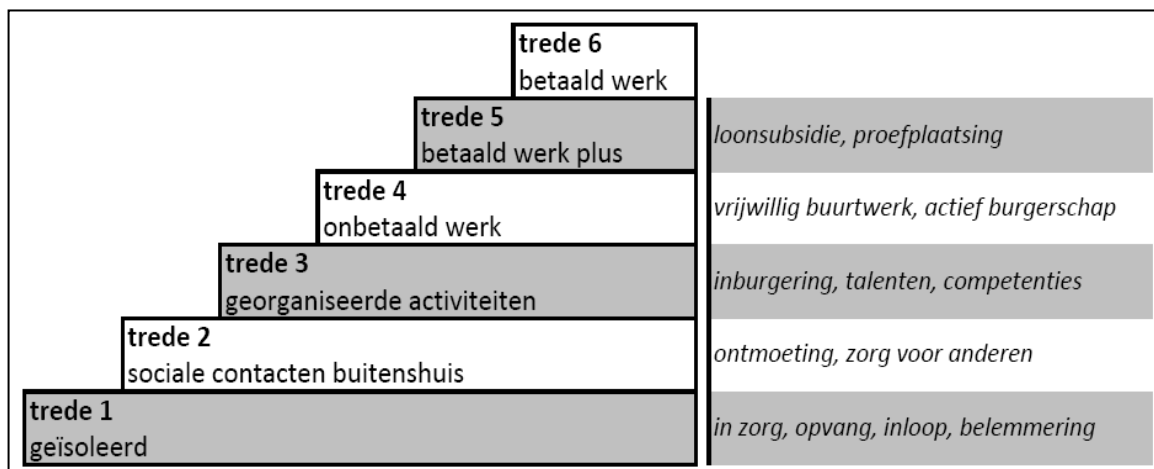 trede 6
betaald werk
trede 5
betaald werk plus
loonsubsidie, proefplaatsing
trede 4
onbetaald werk
vrijwillig buurtwerk, actief burgerschap
trede 3
georganiseerde activiteiten
inburgering, talenten, competenties
trede 2
sociale contacten buitenshuis
ontmoeting, zorg voor anderen
trede 1
geïsoleerd
in zorg, opvang, inloop, belemmering